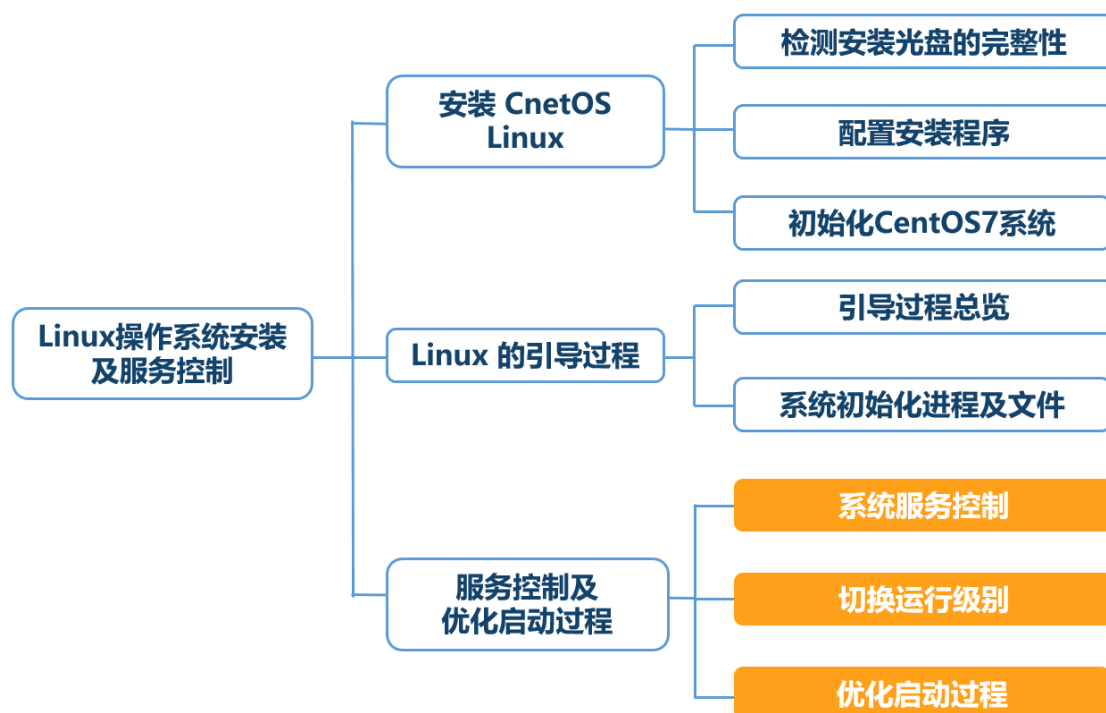 Linux操作系统安装
及服务控制
安装 CnetOS
Linux
检测安装光盘的完整性
配置安装程序
初始化CentOS7系统
Linux 的引导过程
引导过程总览
系统初始化进程及文件
服务控制及
优化启动过程
系统服务控制
切换运行级别
优化启动过程